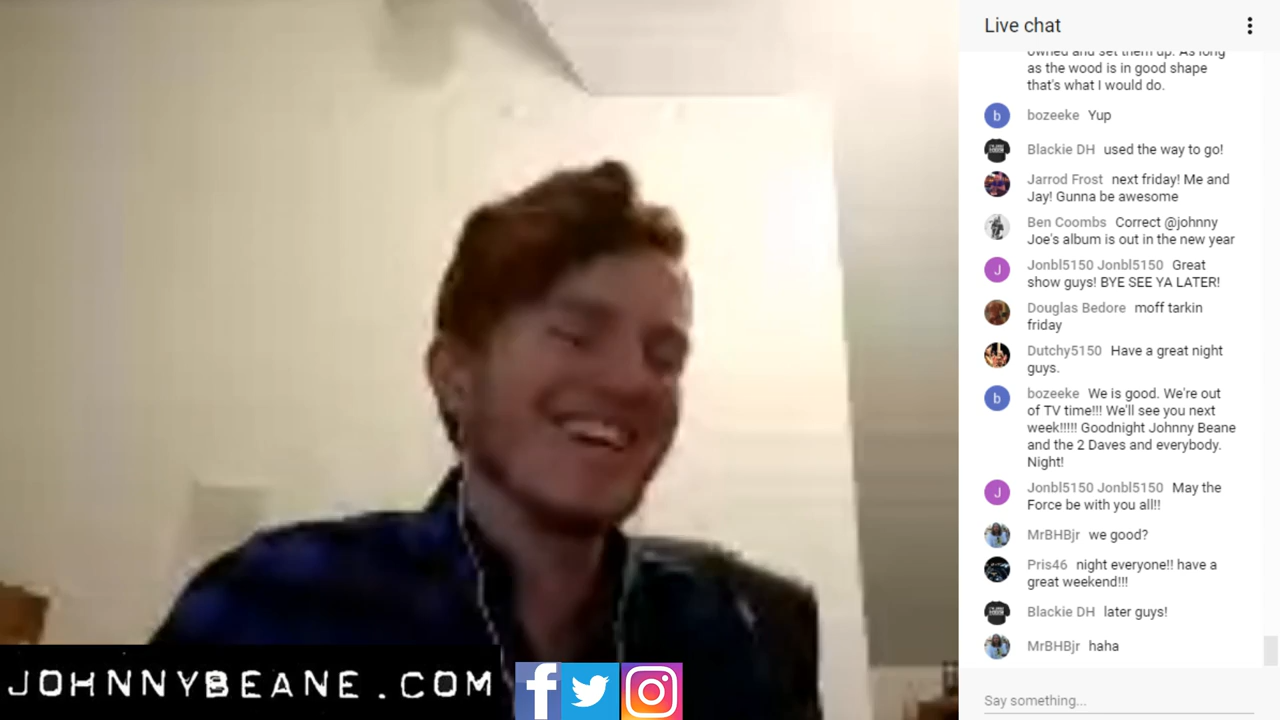 Live chat
owned and set them up. As long
as the wood is in good shape
that's what I would do.
bozeeke Yup
Blackie DH used the way to go!
Jarrod Frost next friday! Me and
Jay! Gunna be awesome
Ben Coombs Correct @johnny
Joe's album is out in the new year
Jonbl5150 Jonbl5150 Great
show guys! BYE SEE YA LATER!
Douglas Bedore moff tarkin
friday
Dutchy5150 Have a great night
guys.
b
bozeeke We is good. We're out
of TV time!!! We'll see you next
week!!!!! Goodnight Johnny Beane
and the 2 Daves and everybody.
Night!
J
Jonbl5150 Jonbl5150 May the
Force be with you all!!
MrBHBjr we good?
Pris46 night everyone!! have a
great weekend!!!
Blackie DH later guys!
MrBHBjr haha
Say something...
JOHNNYBEANE.COM